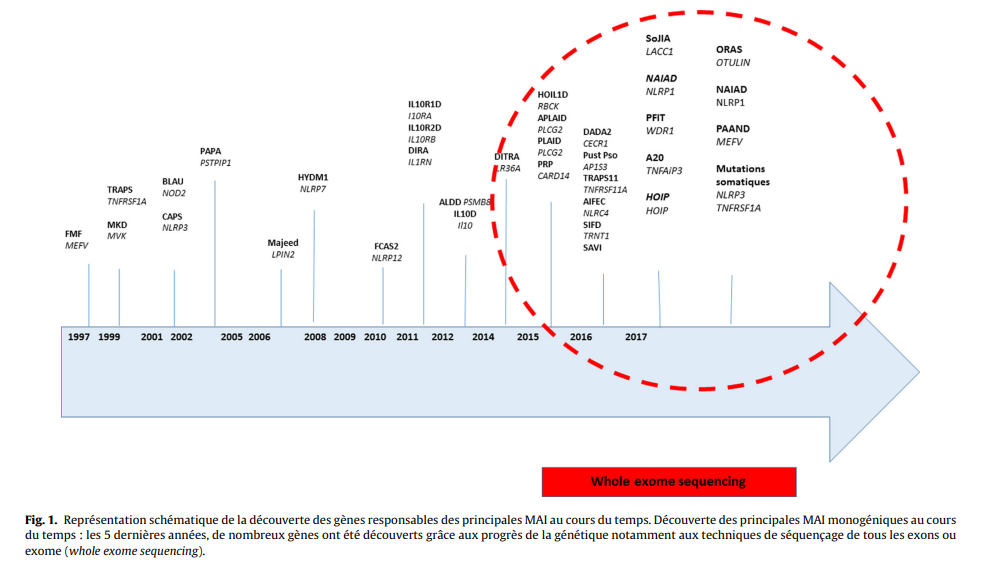 FMF
MEFV
TRAPS
TNFRSF1A
MKD
MVK
BLAU
NOD2
CAPS
NLRP3
PAPA
PSTPIP1
Majeed
LPIN2
HYDM1
NLRP7
FCAS2
NLRP12
IL10R1D
I10RA
IL10R2D
IL10RB
DIRA
IL1RN
ALDD PSMB8
IL10D
Il10
DITRA
LR36A
HOIL1D
RBCK
APLAID
PLCG2
PLAID
PLCG2
PRP
CARD14
DADA2
CECR1
Pust Pso
AP1S3
TRAPS11
TNFRSF11A
AIFEC
NLRC4
SIFD
TRNT1
SAVI
SoJIA
LACC1
NAIAD
NLRP1
PFIT
WDR1
A20
TNFAiP3
HOIP
HOIP
ORAS
OTULIN
NAIAD
NLRP1
PAAND
MEFV
Mutations
somatiques
NLRP3
TNFRSF1A
1997 1999 2001 2002 2005 2006 2008 2009 2010 2011 2012 2014 2015 2016 2017
Whole exome sequencing
Fig. 1. Représentation schématique de la découverte des gènes responsables des principales MAI au cours du temps. Découverte des principales MAI monogéniques au cours
du temps : les 5 dernières années, de nombreux gènes ont été découverts grâce aux progrès de la génétique notamment aux techniques de séquençage de tous les exons ou
exome (whole exome sequencing).